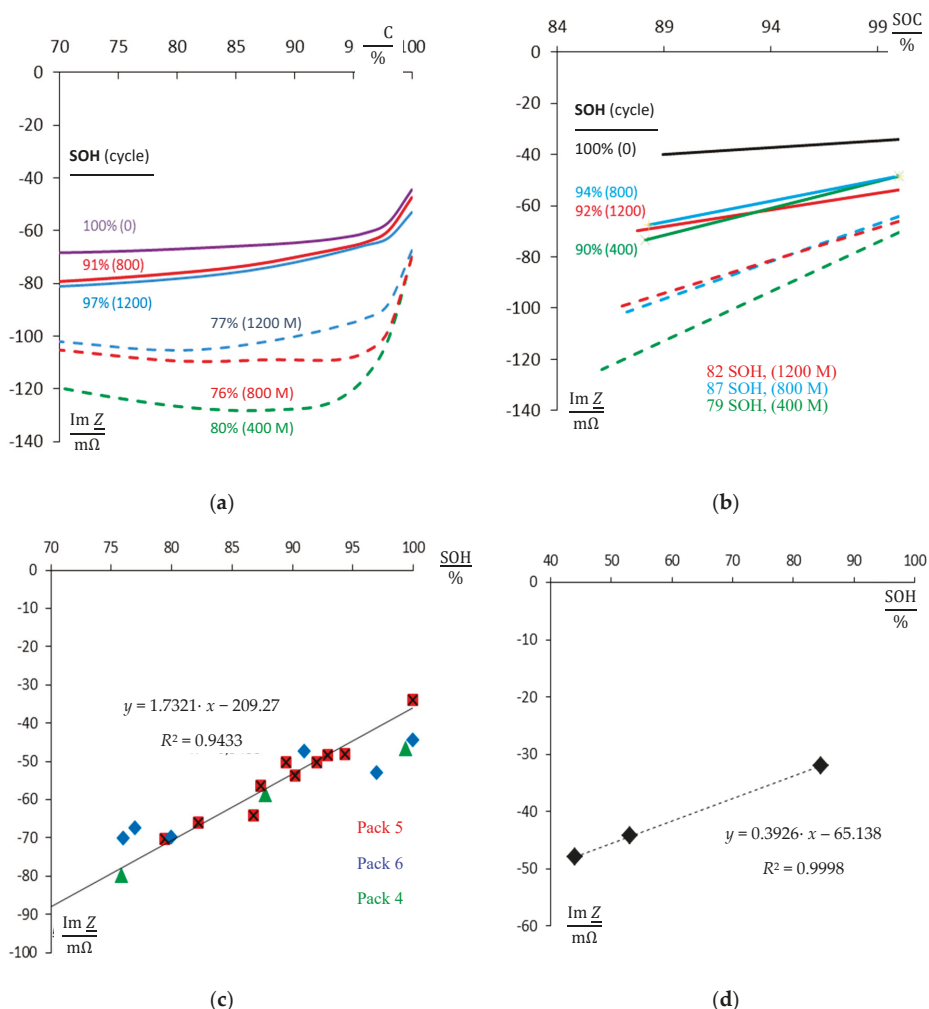 C
%
70 75 80 85 90 95 100
0
-20
-40
-60
-80
-100
-120
-140
SOH (cycle)
100% (0)
91% (800)
97% (1200)
77% (1200 M)
76% (800 M)
80% (400 M)
Im Z
mΩ
(a)
SOC
%
84 94 99
0
-20
-40
-60
-80
-100
-120
-140
SOH (cycle)
100% (0)
94% (800)
92% (1200)
90% (400)
82 SOH, (1200 M)
87 SOH, (800 M)
79 SOH, (400 M)
Im Z
mΩ
(b)
70 75 80 85 90 95 100
SOH
%
0
-10
-20
-30
-40
-50
-60
-70
-80
-90
-100
y = 1.7321· x − 209.27
R² = 0.9433
Pack 5
Pack 6
Pack 4
Im Z
mΩ
(c)
40 50 60 70 80 90 100
SOH
%
0
-10
-20
-30
-40
-50
-60
y = 0.3926· x − 65.138
R² = 0.9998
Im Z
mΩ
(d)